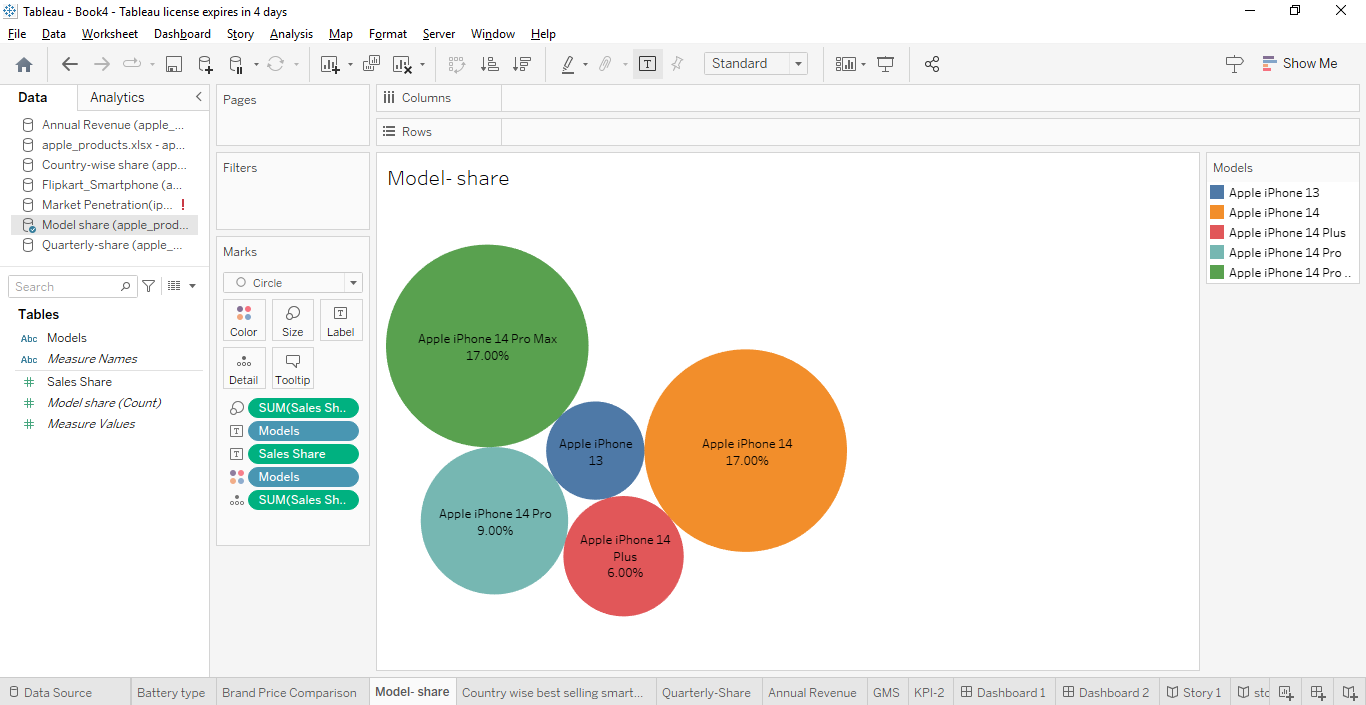 Tableau - Book4 - Tableau license expires in 4 days
File Data Worksheet Dashboard Story Analysis Map Format Server Window Help
Standard
Show Me
Data
Analytics
Annual Revenue (apple_...
apple_products.xlsx - ap...
Country-wise share (app...
Flipkart_Smartphone (a...
Market Penetration(ip... !
Model share (apple_prod...
Quarterly-share (apple_...
Search
Tables
Abc Models
Abc Measure Names
# Sales Share
# Model share (Count)
# Measure Values
Pages
Filters
Marks
Circle
Color
Size
T
Label
Detail
Tooltip
SUM(Sales Sh..
T Models
T Sales Share
Models
SUM(Sales Sh..
Columns
Rows
Model- share
Apple iPhone 14 Pro Max
17.00%
Apple iPhone
13
Apple iPhone 14
17.00%
Apple iPhone 14 Pro
9.00%
Apple iPhone 14
Plus
6.00%
Models
Apple iPhone 13
Apple iPhone 14
Apple iPhone 14 Plus
Apple iPhone 14 Pro
Apple iPhone 14 Pro ..
Data Source
Battery type
Brand Price Comparison
Model- share
Country wise best selling smart...
Quarterly-Share
Annual Revenue
GMS
KPI-2
Dashboard 1
Dashboard 2
Story 1
stc